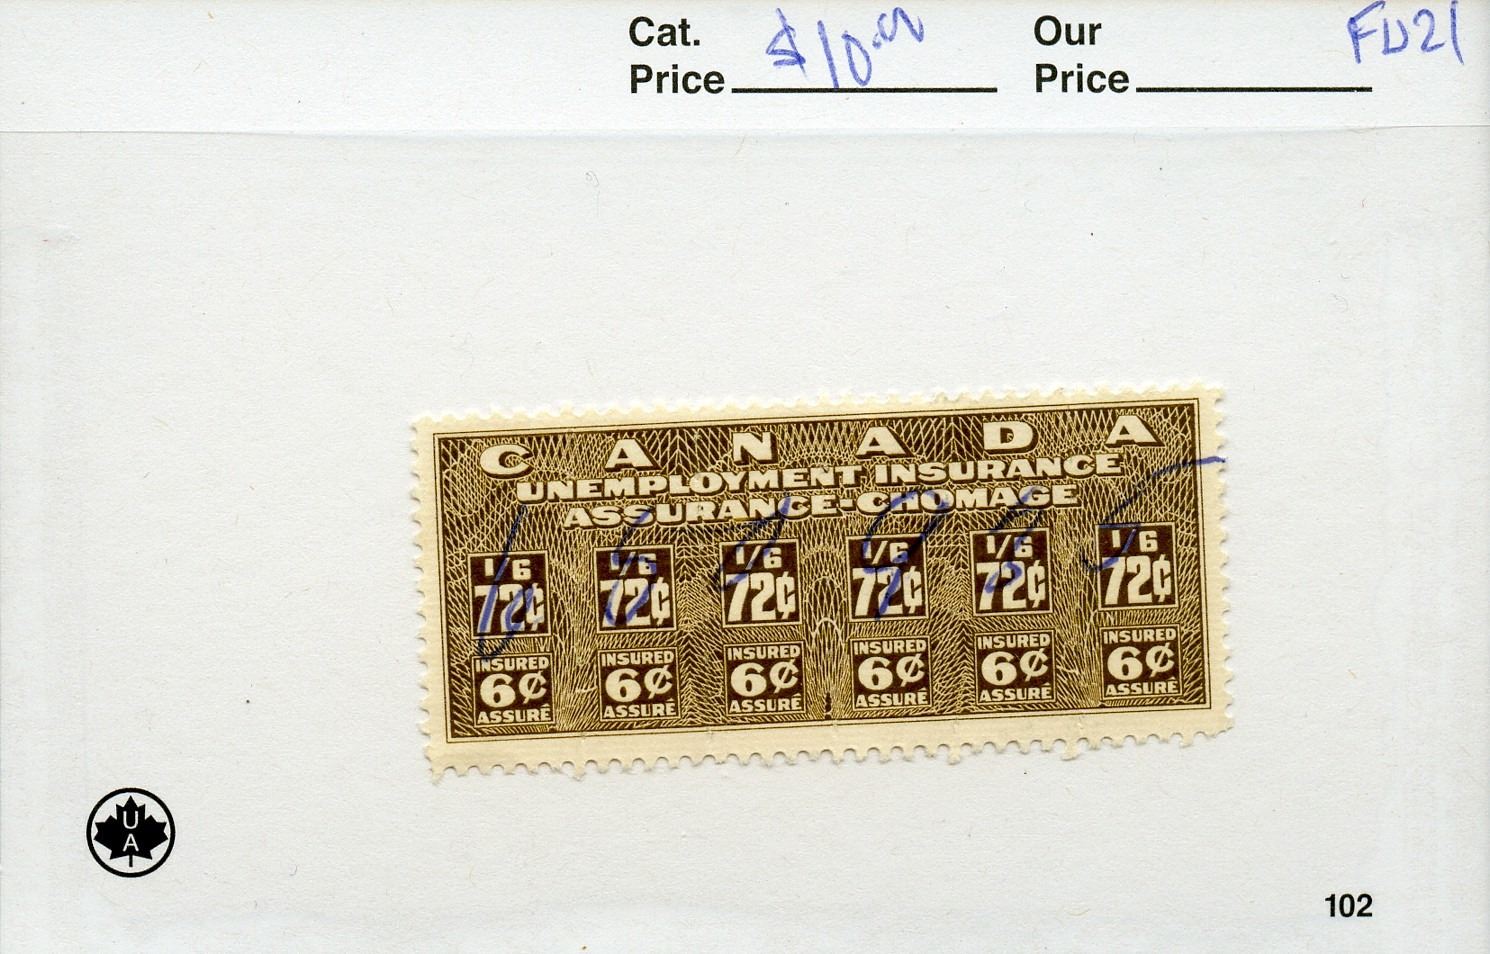 Cat. Price $10.00
Our Price
FU21
CANADA
UNEMPLOYMENT INSURANCE
ASSURANCE-CHOMAGE
1/6 1/6 1/6 1/6 1/6 1/6
72¢ 72¢ 72¢ 72¢ 72¢ 72¢
INSURED INSURED INSURED INSURED INSURED INSURED
6¢ 6¢ 6¢ 6¢ 6¢ 6¢
ASSURÉ ASSURÉ ASSURÉ ASSURÉ ASSURÉ ASSURÉ
U
A
102